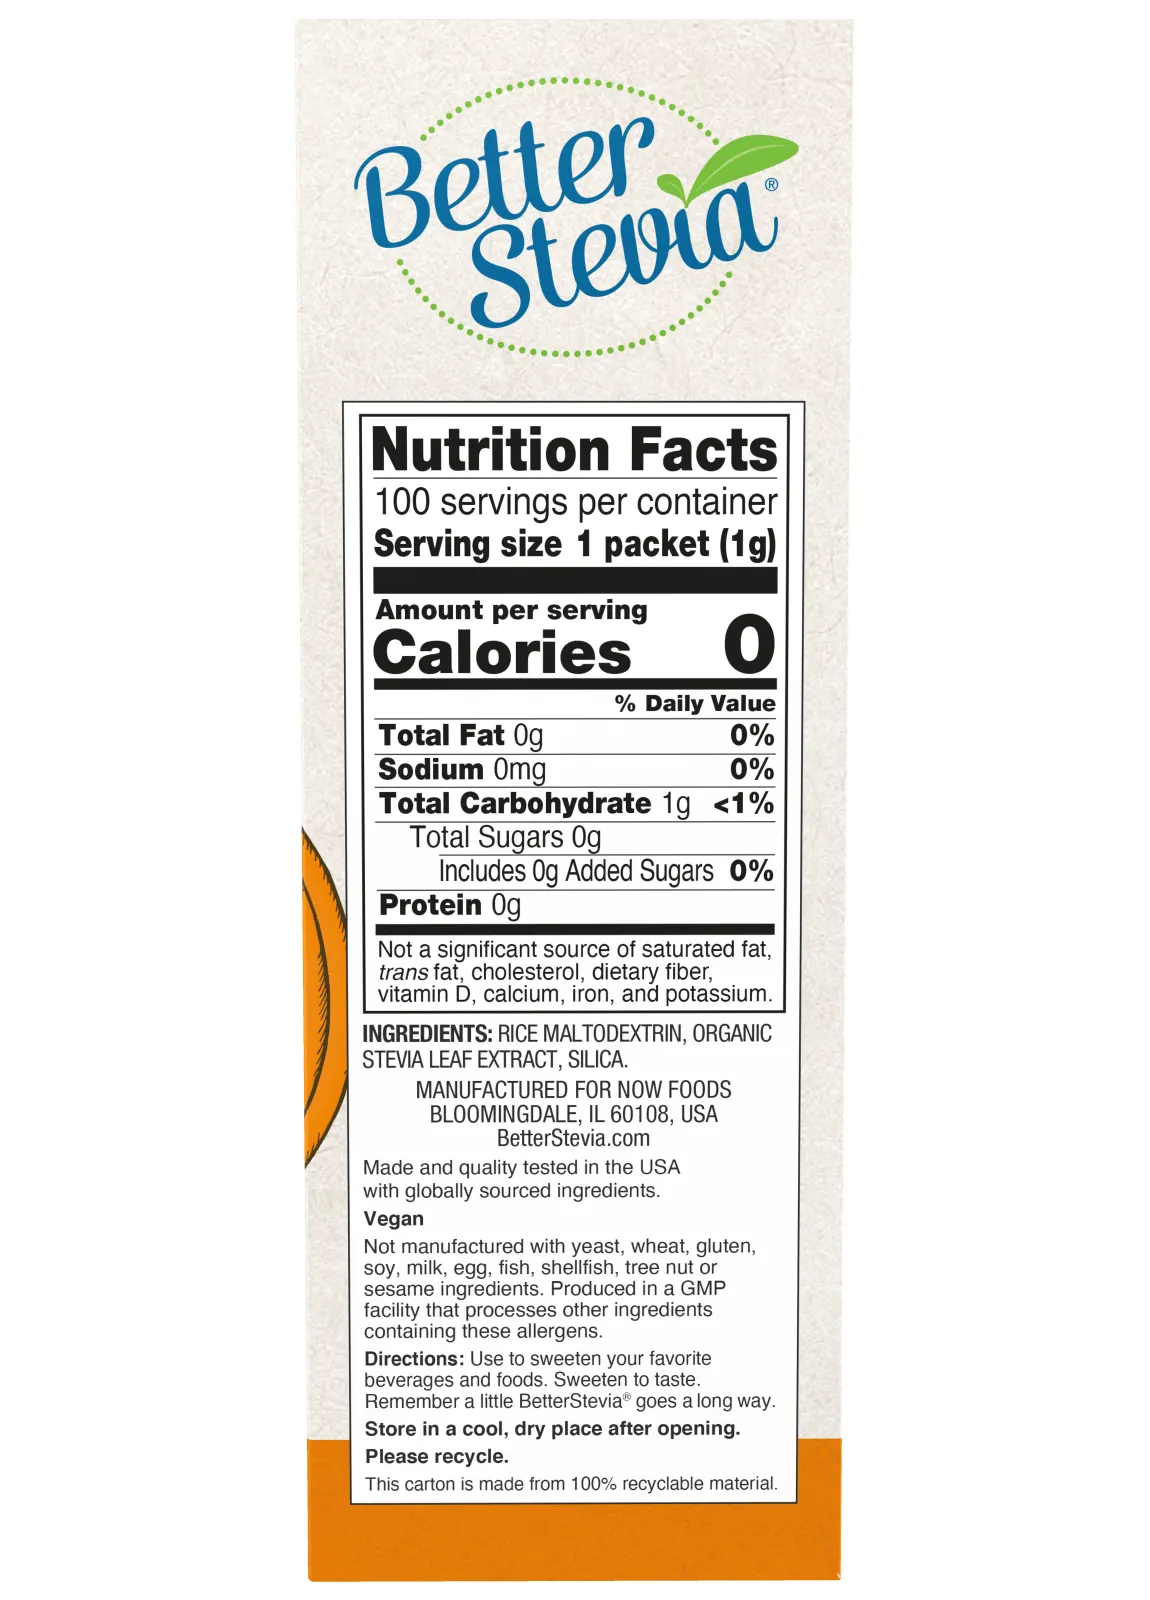 Better
Stevia®
Nutrition Facts
100 servings per container
Serving size 1 packet (1g)
Amount per serving
Calories 0
% Daily Value
Total Fat 0g 0%
Sodium 0mg 0%
Total Carbohydrate 1g <1%
Total Sugars 0g
Includes 0g Added Sugars 0%
Protein 0g
Not a significant source of saturated fat,
trans fat, cholesterol, dietary fiber,
vitamin D, calcium, iron, and potassium.
INGREDIENTS: RICE MALTODEXTRIN, ORGANIC
STEVIA LEAF EXTRACT, SILICA.
MANUFACTURED FOR NOW FOODS
BLOOMINGDALE, IL 60108, USA
BetterStevia.com
Made and quality tested in the USA
with globally sourced ingredients.
Vegan
Not manufactured with yeast, wheat, gluten,
soy, milk, egg, fish, shellfish, tree nut or
sesame ingredients. Produced in a GMP
facility that processes other ingredients
containing these allergens.
Directions: Use to sweeten your favorite
beverages and foods. Sweeten to taste.
Remember a little BetterStevia® goes a long way.
Store in a cool, dry place after opening.
Please recycle.
This carton is made from 100% recyclable material.